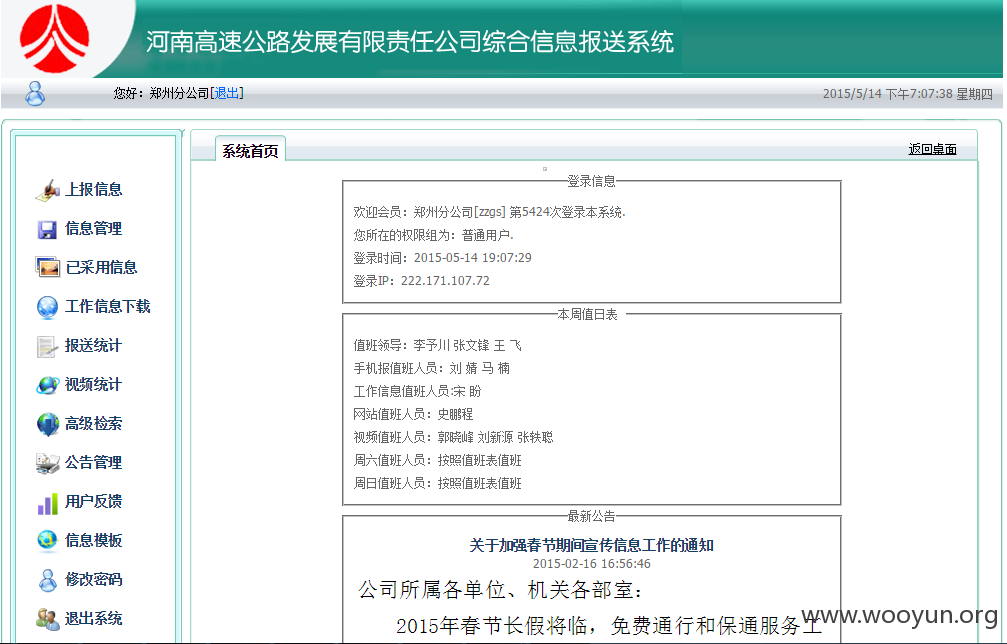 河南高速公路发展有限责任公司综合信息报送系统
您好：郑州分公司[退出]
2015/5/14 下午7:07:38 星期四
系统首页
返回桌面
上报信息
信息管理
已采用信息
工作信息下载
报送统计
视频统计
高级检索
公告管理
用户反馈
信息模板
修改密码
退出系统
登录信息
欢迎会员：郑州分公司[zzgs] 第5424次登录本系统.
您所在的权限组为：普通用户.
登录时间：2015-05-14 19:07:29
登录IP：222.171.107.72
本周值日表
值班领导：李予川 张文锋 王 飞
手机报值班人员：刘 婧 马 楠
工作信息值班人员:宋 盼
网站值班人员：史鹏程
视频值班人员：郭晓峰 刘新源 张轶聪
周六值班人员：按照值班表值班
周日值班人员：按照值班表值班
最新公告
关于加强春节期间宣传信息工作的通知
2015-02-16 16:56:46
公司所属各单位、机关各部室：
2015年春节长假将临，免费通行和保通服务工
www.wooyun.org